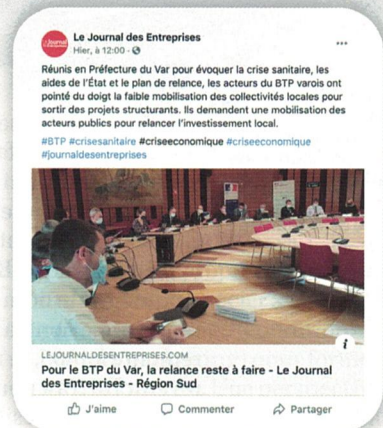 Le Journal des Entreprises
Hier, à 12:00 ·
Réunis en Préfecture du Var pour évoquer la crise sanitaire, les
aides de l'État et le plan de relance, les acteurs du BTP varois ont
pointé du doigt la faible mobilisation des collectivités locales pour
sortir des projets structurants. Ils demandent une mobilisation des
acteurs publics pour relancer l'investissement local.
#BTP #crisesanitaire #criseeconomique #criseeconomique
#journaldesentreprises
LEJOURNALDESENTREPRISES.COM
Pour le BTP du Var, la relance reste à faire - Le Journal
des Entreprises - Région Sud
J'aime
Commenter
Partager